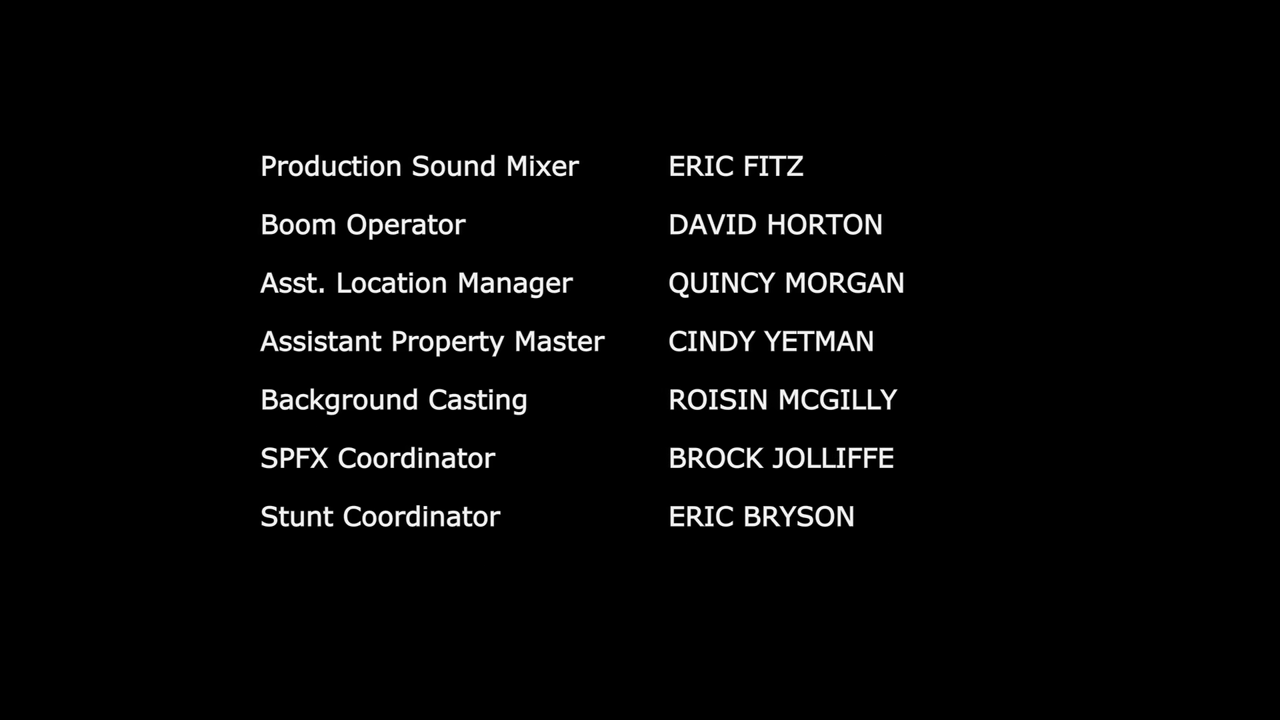 Production Sound Mixer ERIC FITZ
Boom Operator DAVID HORTON
Asst. Location Manager QUINCY MORGAN
Assistant Property Master CINDY YETMAN
Background Casting ROISIN MCGILLY
SPFX Coordinator BROCK JOLLIFFE
Stunt Coordinator ERIC BRYSON